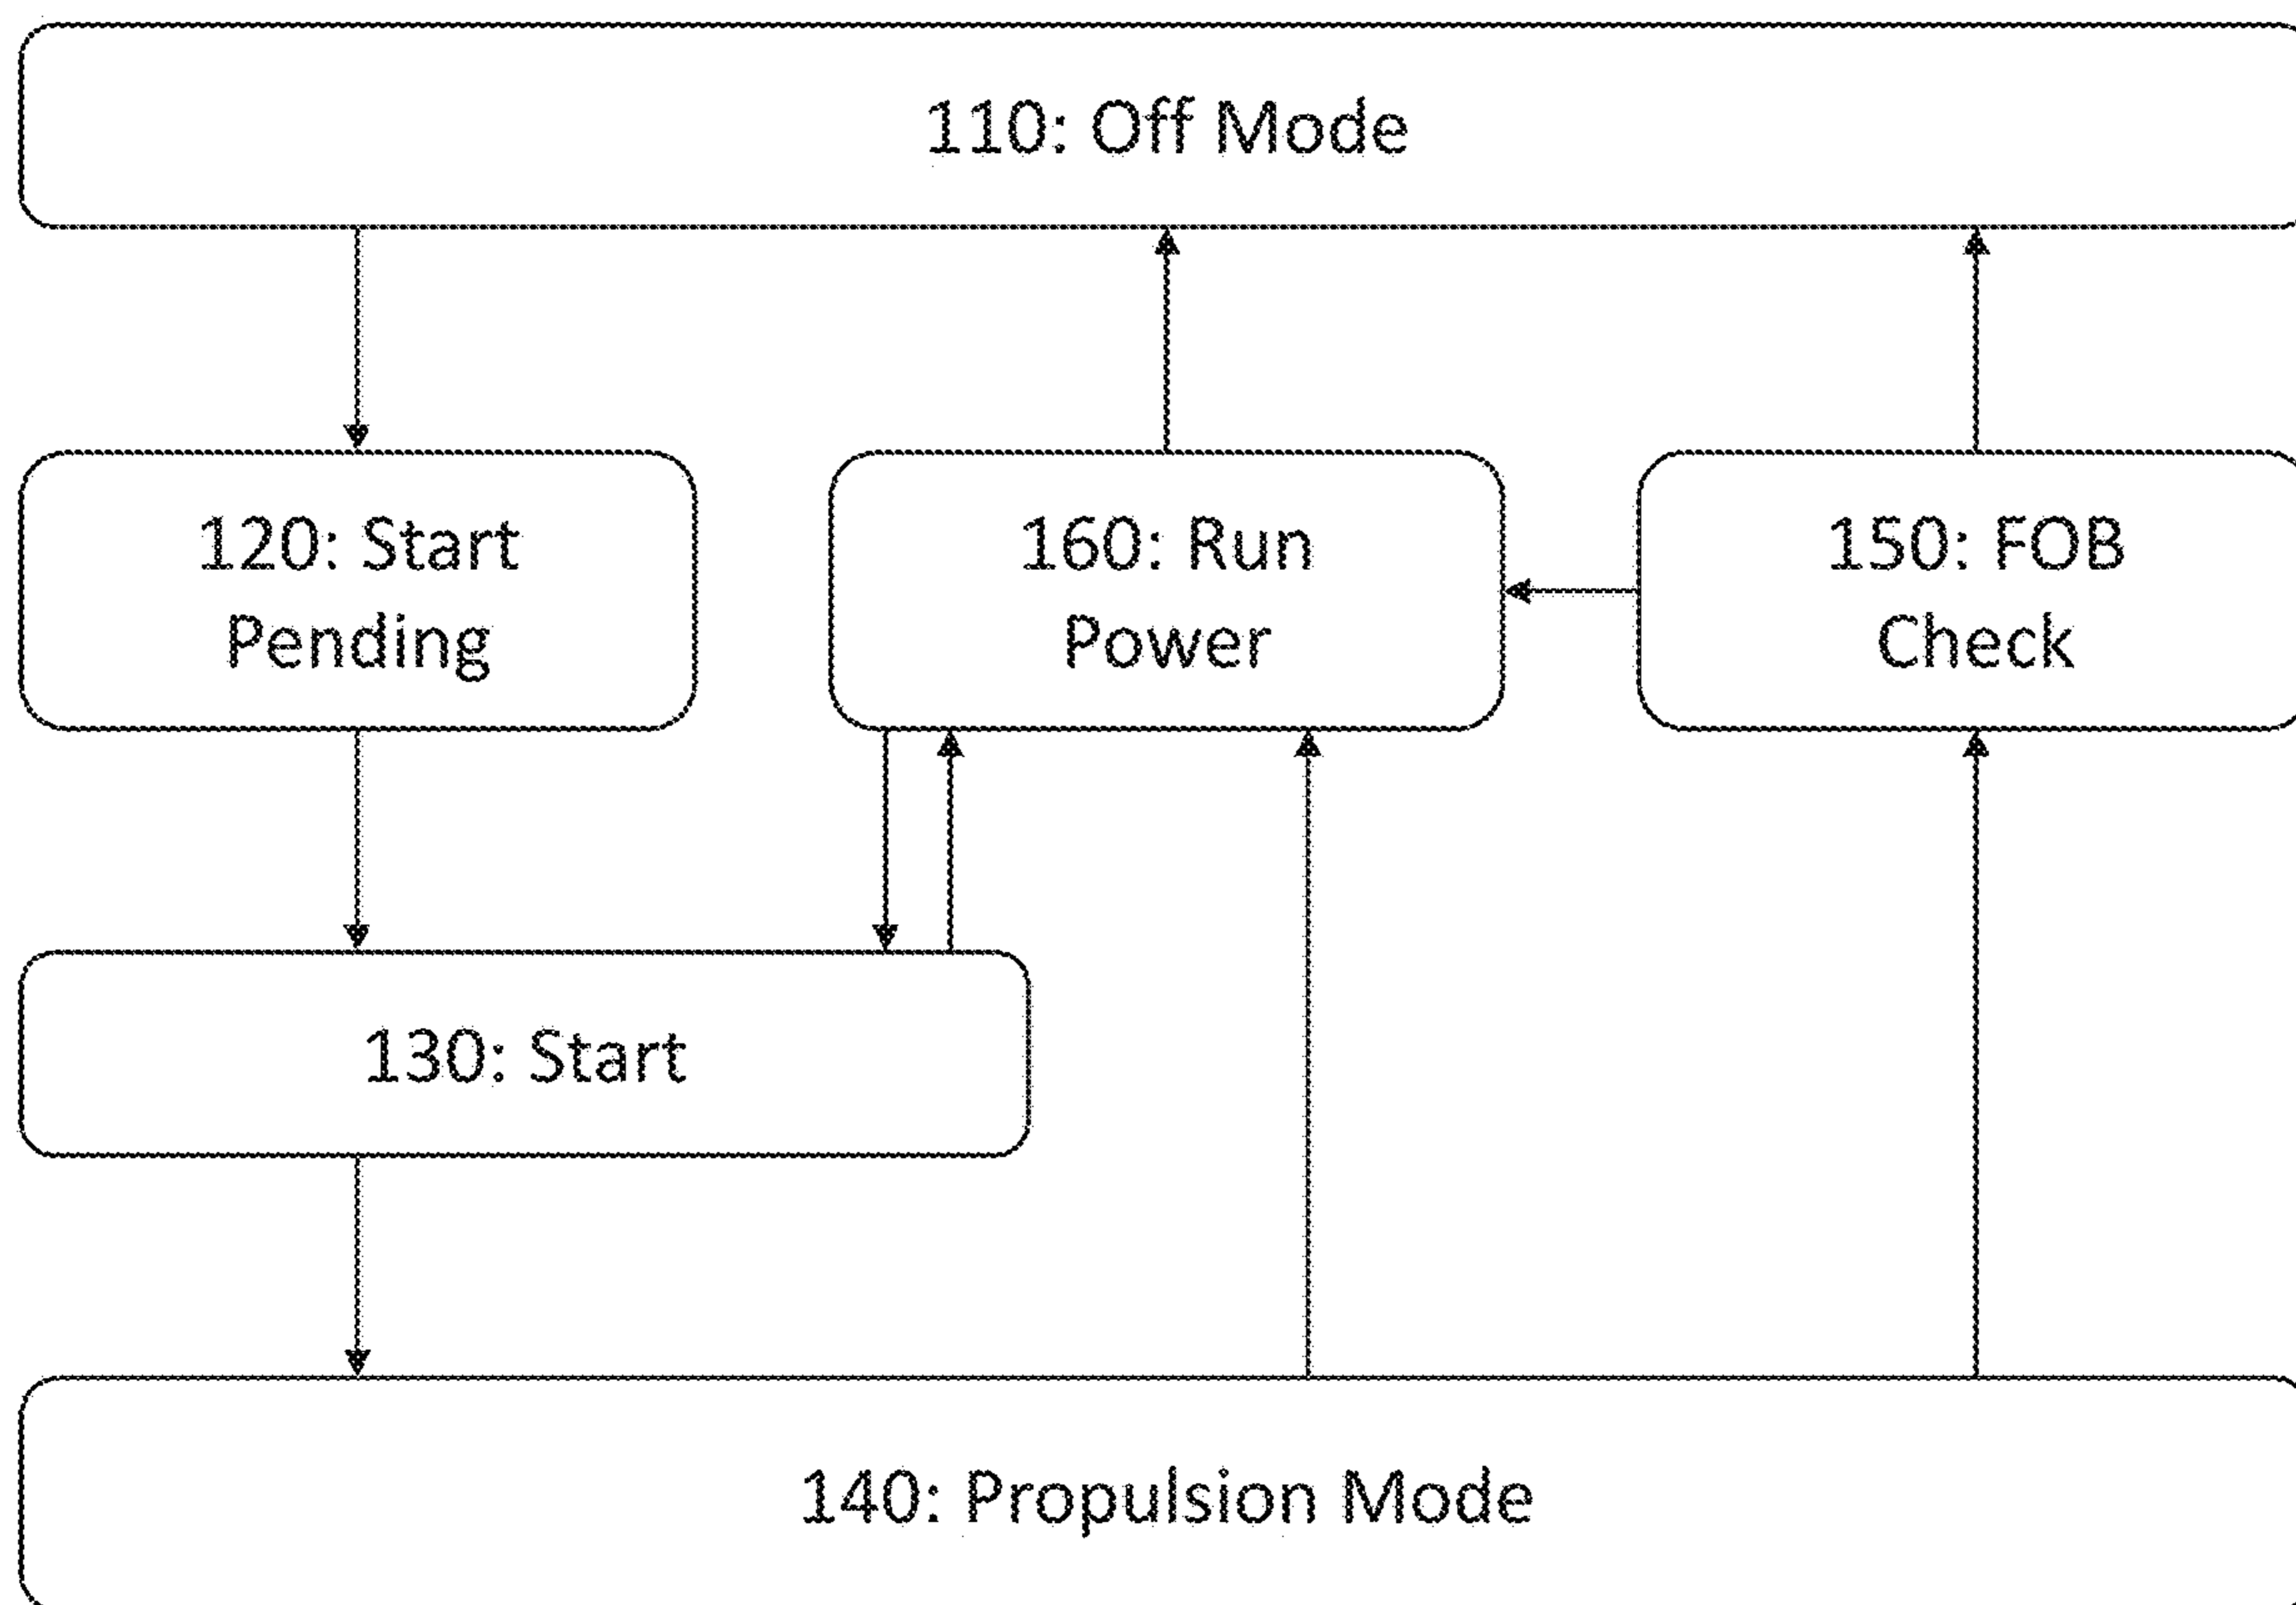 110: Off Mode
120: Start
Pending
160: Run
Power
150: FOB
Check
130: Start
140: Propulsion Mode